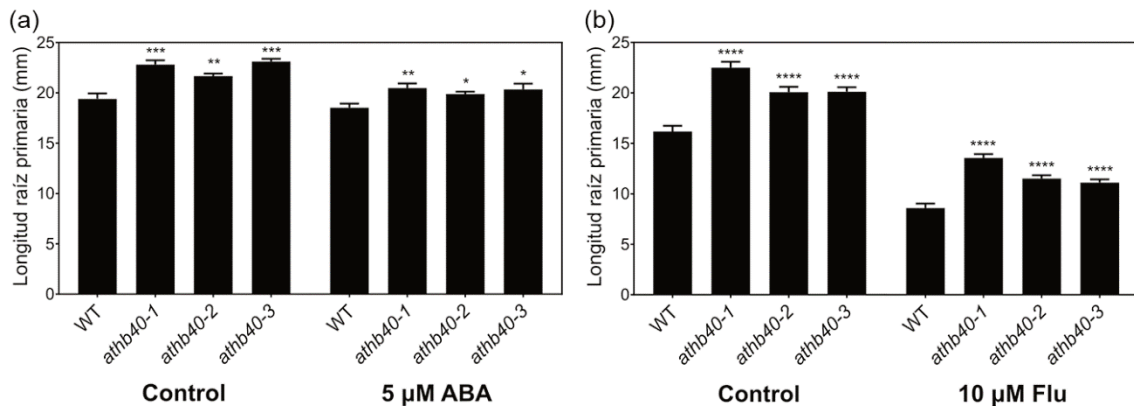 (a)
Longitud raíz primaria (mm)
25
20
15
10
5
0
***
**
***
**
*
*
WT
athb40-1
athb40-2
athb40-3
WT
athb40-1
athb40-2
athb40-3
Control
5 µM ABA
(b)
Longitud raíz primaria (mm)
25
20
15
10
5
0
****
****
****
****
****
****
WT
athb40-1
athb40-2
athb40-3
WT
athb40-1
athb40-2
athb40-3
Control
10 µM Flu